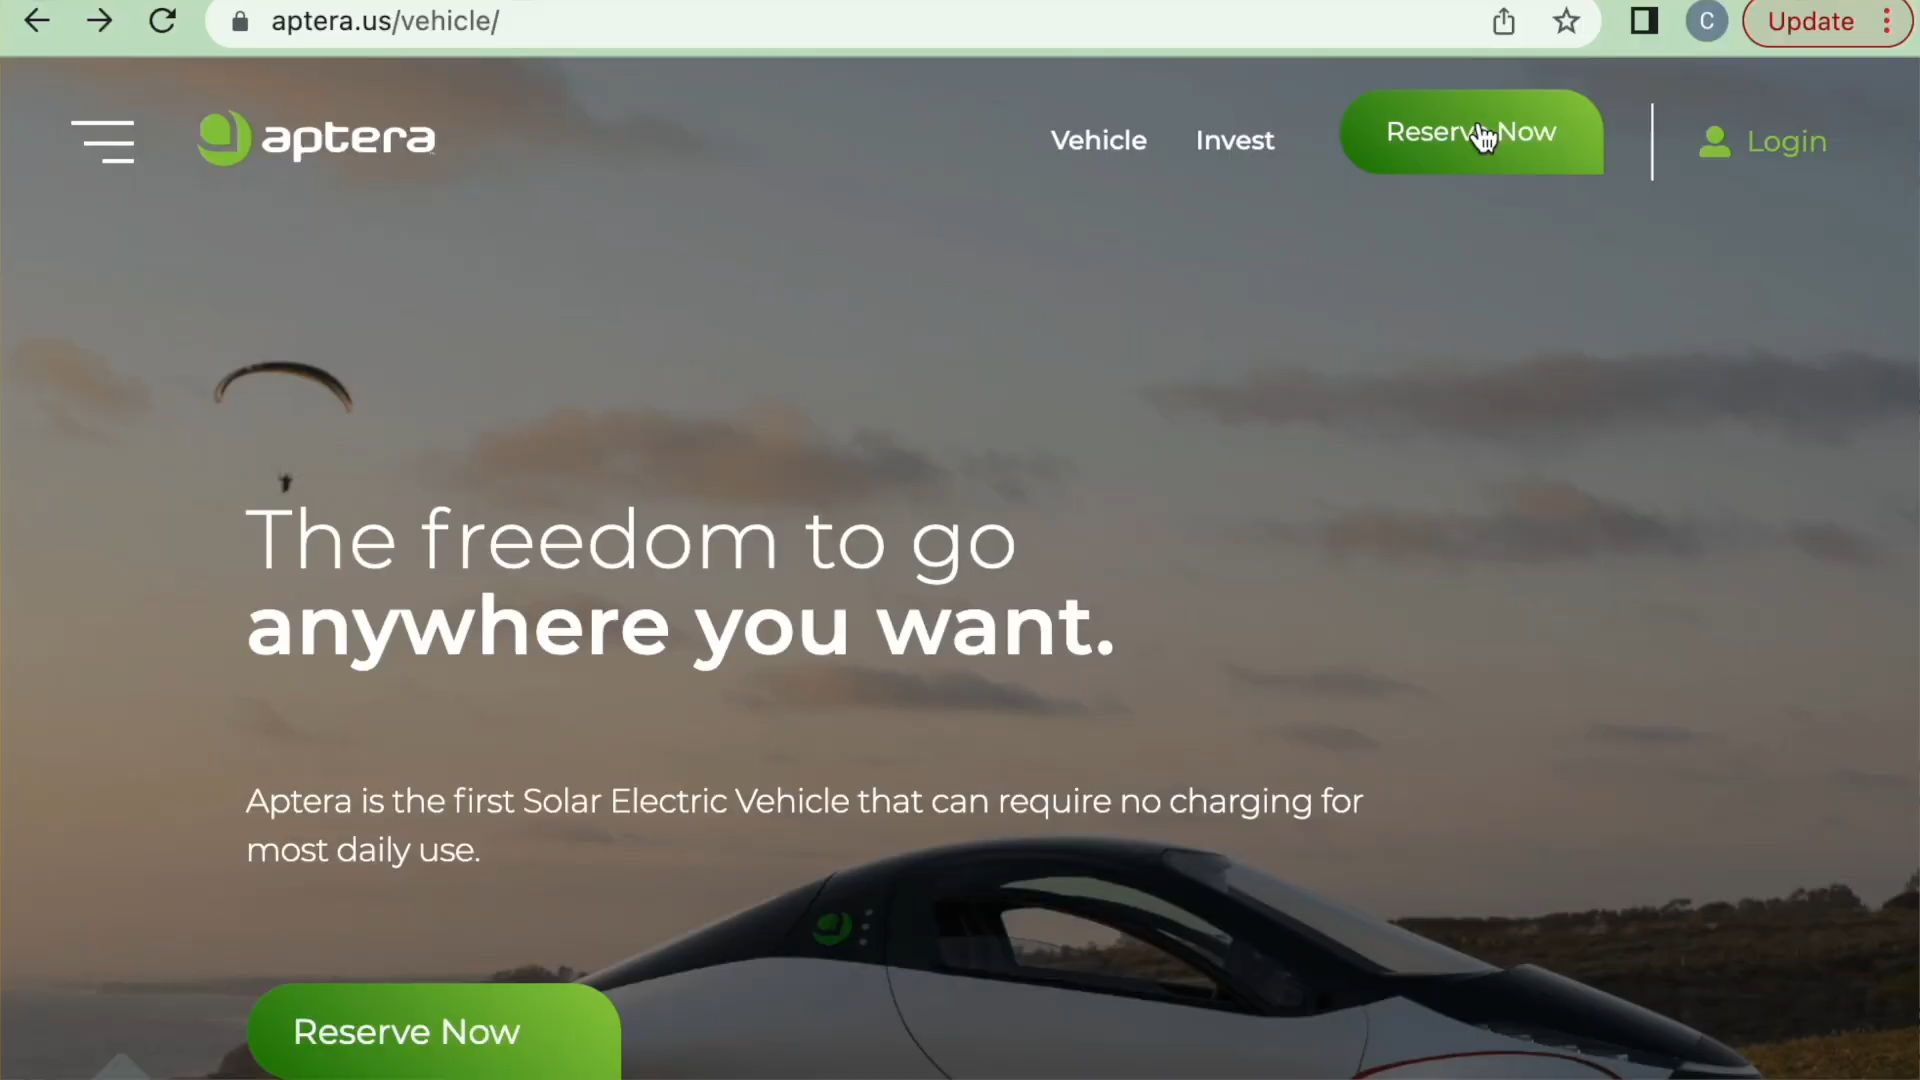 aptera.us/vehicle/
C
Update
aptera
Vehicle
Invest
Reserve Now
Login
The freedom to go
anywhere you want.
Aptera is the first Solar Electric Vehicle that can require no charging for
most daily use.
Reserve Now